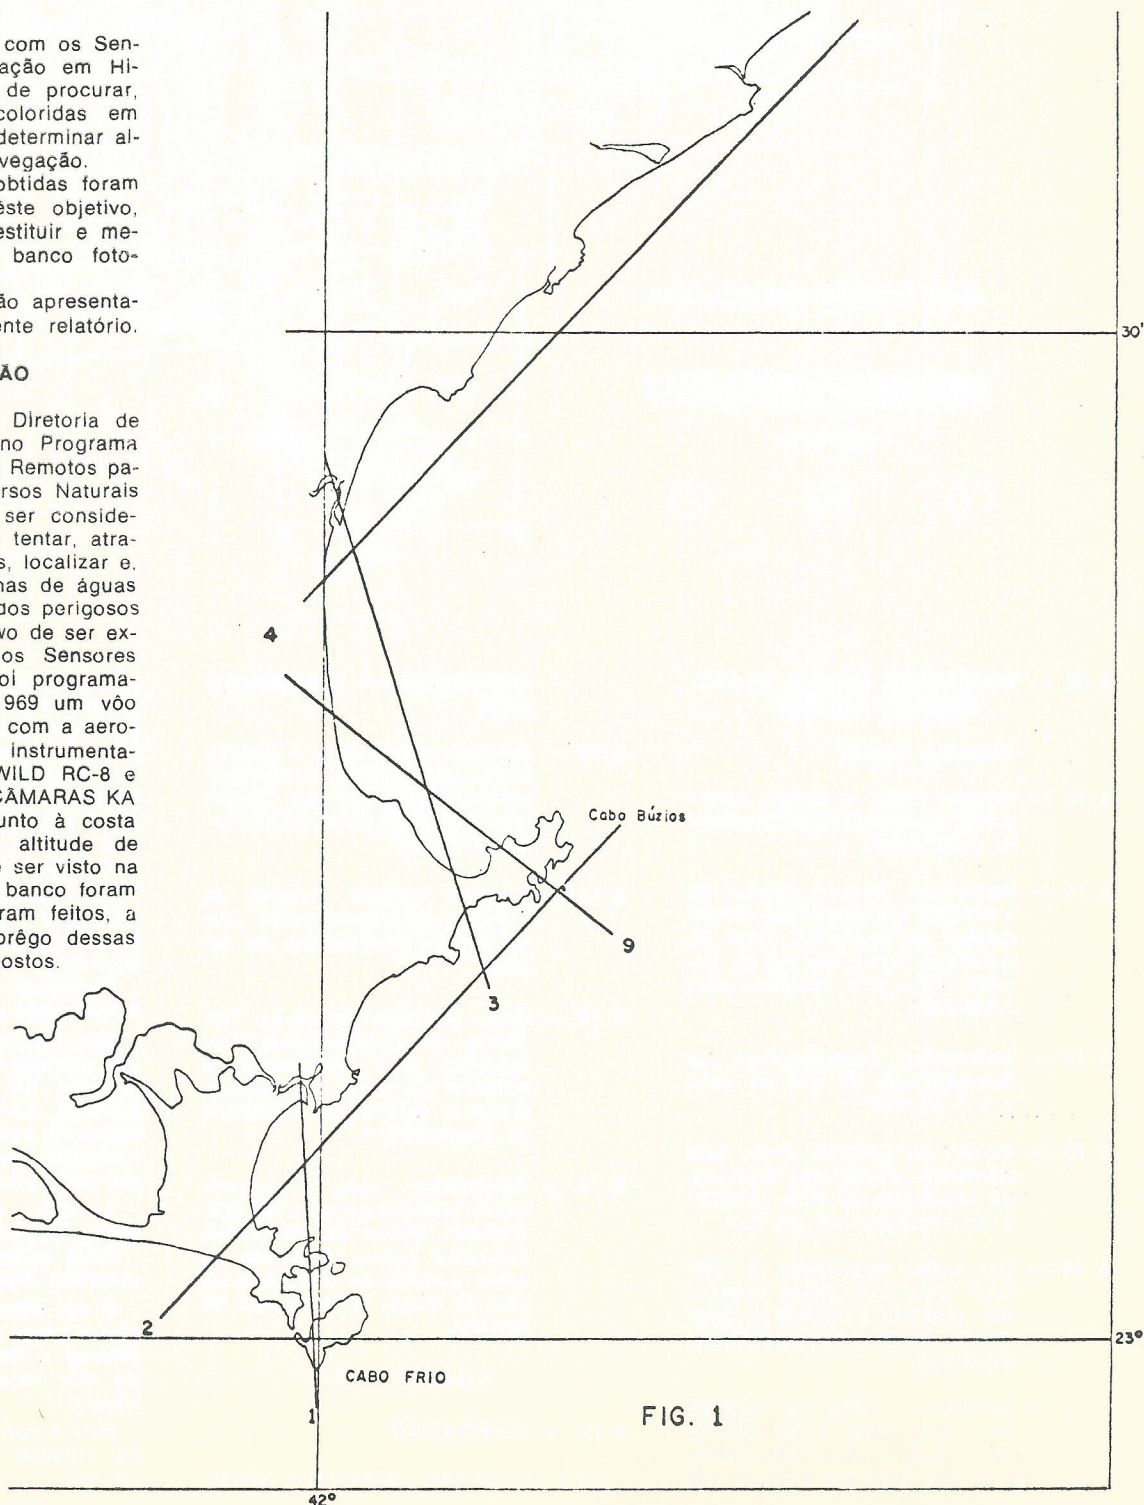 com os Sen-
ação em Hi-
de procurar,
coloridas em
determinar al-
vegação.
obtidas foram
êste objetivo,
estituir e me-
banco foto-
ão apresenta-
ente relatório.
ÃO
Diretoria de
no Programa
Remotos pa-
rsos Naturais
ser conside-
tentar, atra-
s, localizar e,
nas de águas
dos perigosos
vo de ser ex-
os Sensores
oi programa-
969 um vôo
com a aero-
instrumenta-
WILD RC-8 e
CÂMARAS KA
unto à costa
altitude de
e ser visto na
banco foram
ram feitos, a
prêgo dessas
ostos.
30'
4
Cabo Búzios
9
3
2
23°
CABO FRIO
1
FIG. 1
42°